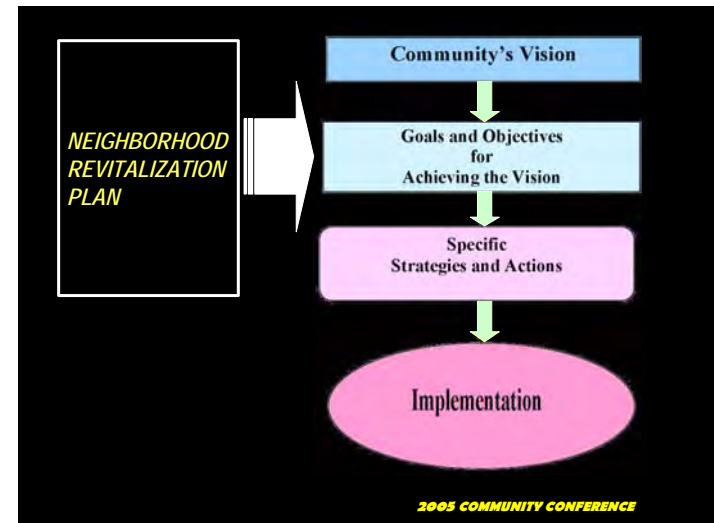 NEIGHBORHOOD
REVITALIZATION
PLAN
Community's Vision
Goals and Objectives
for
Achieving the Vision
Specific
Strategies and Actions
Implementation
2005 COMMUNITY CONFERENCE